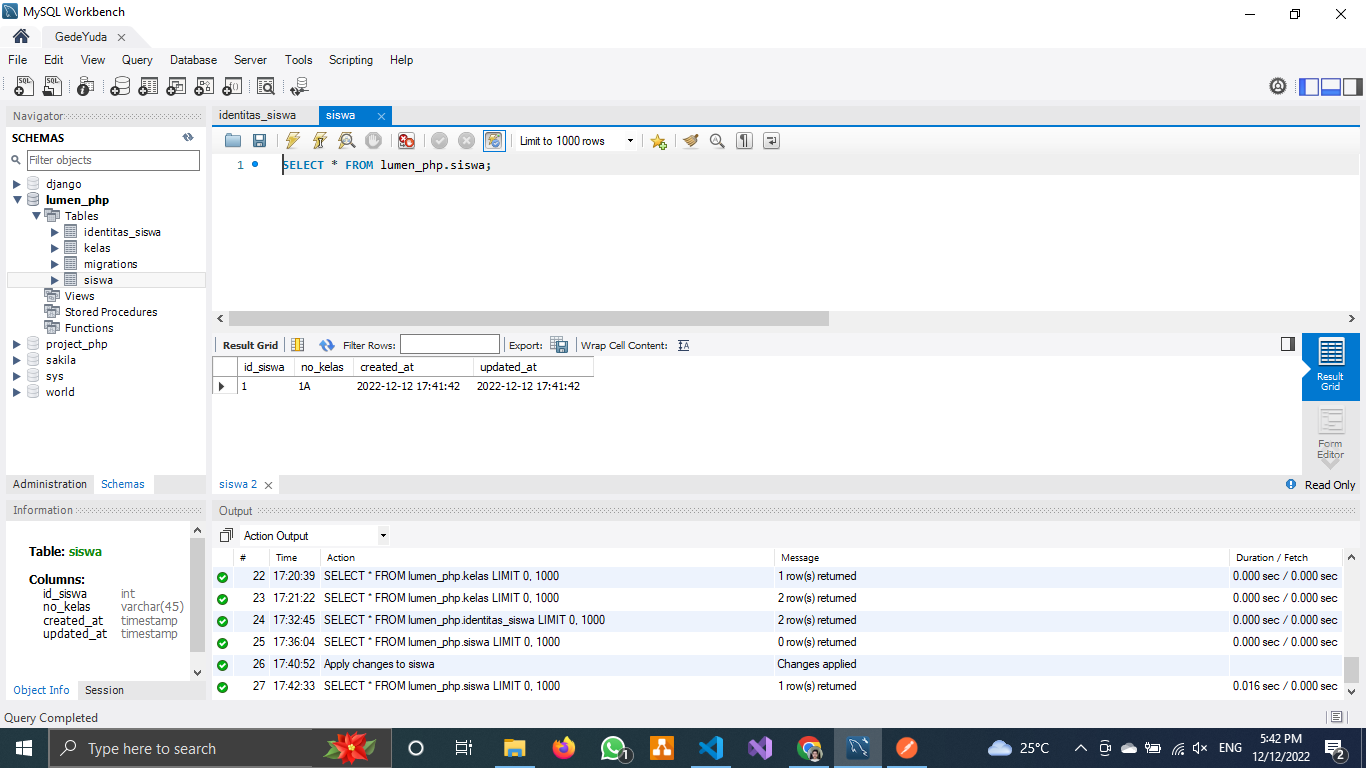 MySQL Workbench
GedeYuda
File Edit View Query Database Server Tools Scripting Help
Navigator
SCHEMAS
Filter objects
django
lumen_php
Tables
identitas_siswa
kelas
migrations
siswa
Views
Stored Procedures
Functions
project_php
sakila
sys
world
Administration Schemas
Information
Table: siswa
Columns:
id_siswa int
no_kelas varchar(45)
created_at timestamp
updated_at timestamp
Object Info Session
identitas_siswa siswa
Limit to 1000 rows
1 SELECT * FROM lumen_php.siswa;
Result Grid Filter Rows: Export: Wrap Cell Content:
id_siswa no_kelas created_at updated_at
1 1A 2022-12-12 17:41:42 2022-12-12 17:41:42
Result
Grid
Form
Editor
siswa 2
Read Only
Output
Action Output
# Time Action Message Duration / Fetch
22 17:20:39 SELECT * FROM lumen_php.kelas LIMIT 0, 1000 1 row(s) returned 0.000 sec / 0.000 sec
23 17:21:22 SELECT * FROM lumen_php.kelas LIMIT 0, 1000 2 row(s) returned 0.000 sec / 0.000 sec
24 17:32:45 SELECT * FROM lumen_php.identitas_siswa LIMIT 0, 1000 2 row(s) returned 0.000 sec / 0.000 sec
25 17:36:04 SELECT * FROM lumen_php.siswa LIMIT 0, 1000 0 row(s) returned 0.000 sec / 0.000 sec
26 17:40:52 Apply changes to siswa Changes applied
27 17:42:33 SELECT * FROM lumen_php.siswa LIMIT 0, 1000 1 row(s) returned 0.016 sec / 0.000 sec
Query Completed
Type here to search
1
25°C
ENG
5:42 PM
12/12/2022
2